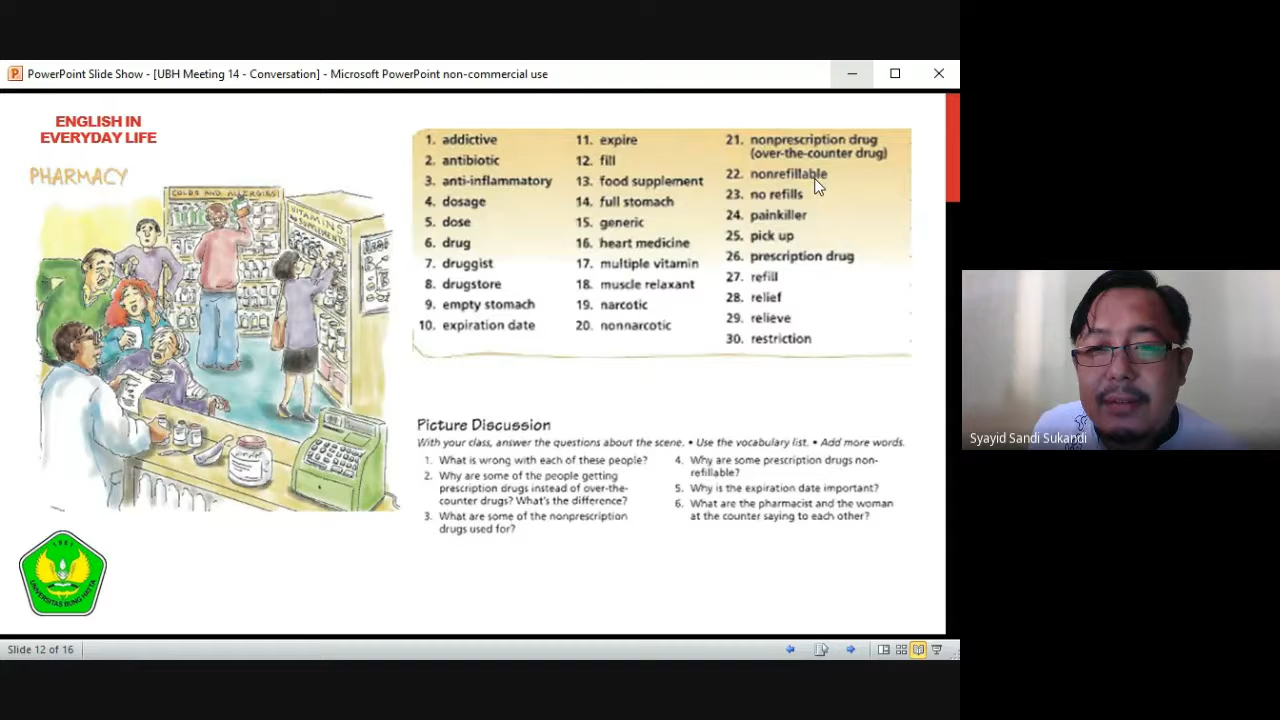 PowerPoint Slide Show - [UBH Meeting 14 - Conversation] - Microsoft PowerPoint non-commercial use
ENGLISH IN
EVERYDAY LIFE
PHARMACY
COLDS AND ALLERGIES
VITAMINS
1. addictive
2. antibiotic
3. anti-inflammatory
4. dosage
5. dose
6. drug
7. druggist
8. drugstore
9. empty stomach
10. expiration date
11. expire
12. fill
13. food supplement
14. full stomach
15. generic
16. heart medicine
17. multiple vitamin
18. muscle relaxant
19. narcotic
20. nonnarcotic
21. nonprescription drug
(over-the-counter drug)
22. nonrefillable
23. no refills
24. painkiller
25. pick up
26. prescription drug
27. refill
28. relief
29. relieve
30. restriction
Picture Discussion
With your class, answer the questions about the scene. • Use the vocabulary list. • Add more words.
1. What is wrong with each of these people?
2. Why are some of the people getting
prescription drugs instead of over-the-
counter drugs? What's the difference?
3. What are some of the nonprescription
drugs used for?
4. Why are some prescription drugs non-
refillable?
5. Why is the expiration date important?
6. What are the pharmacist and the woman
at the counter saying to each other?
1981
UNIVERSITAS BUNG HATTA
Slide 12 of 16
Syayid Sandi Sukandi